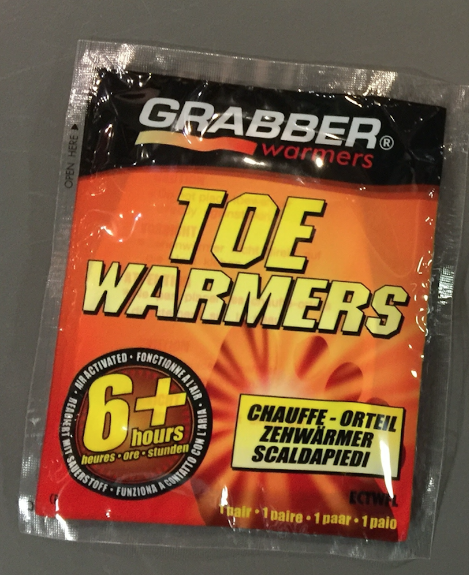 OPEN HERE
GRABBER®
warmers
TOE
WARMERS
AIR ACTIVATED • FONCTIONNE A L'AIR • FUNZIONA A CONTATTO CON L'ARIA • REAGIERT MIT SAUERSTOFF •
6+
hours
heures • ore • stunden
CHAUFFE - ORTEIL
ZEHWÄRMER
SCALDAPIEDI
1 pair • 1 paire • 1 paar • 1 paio